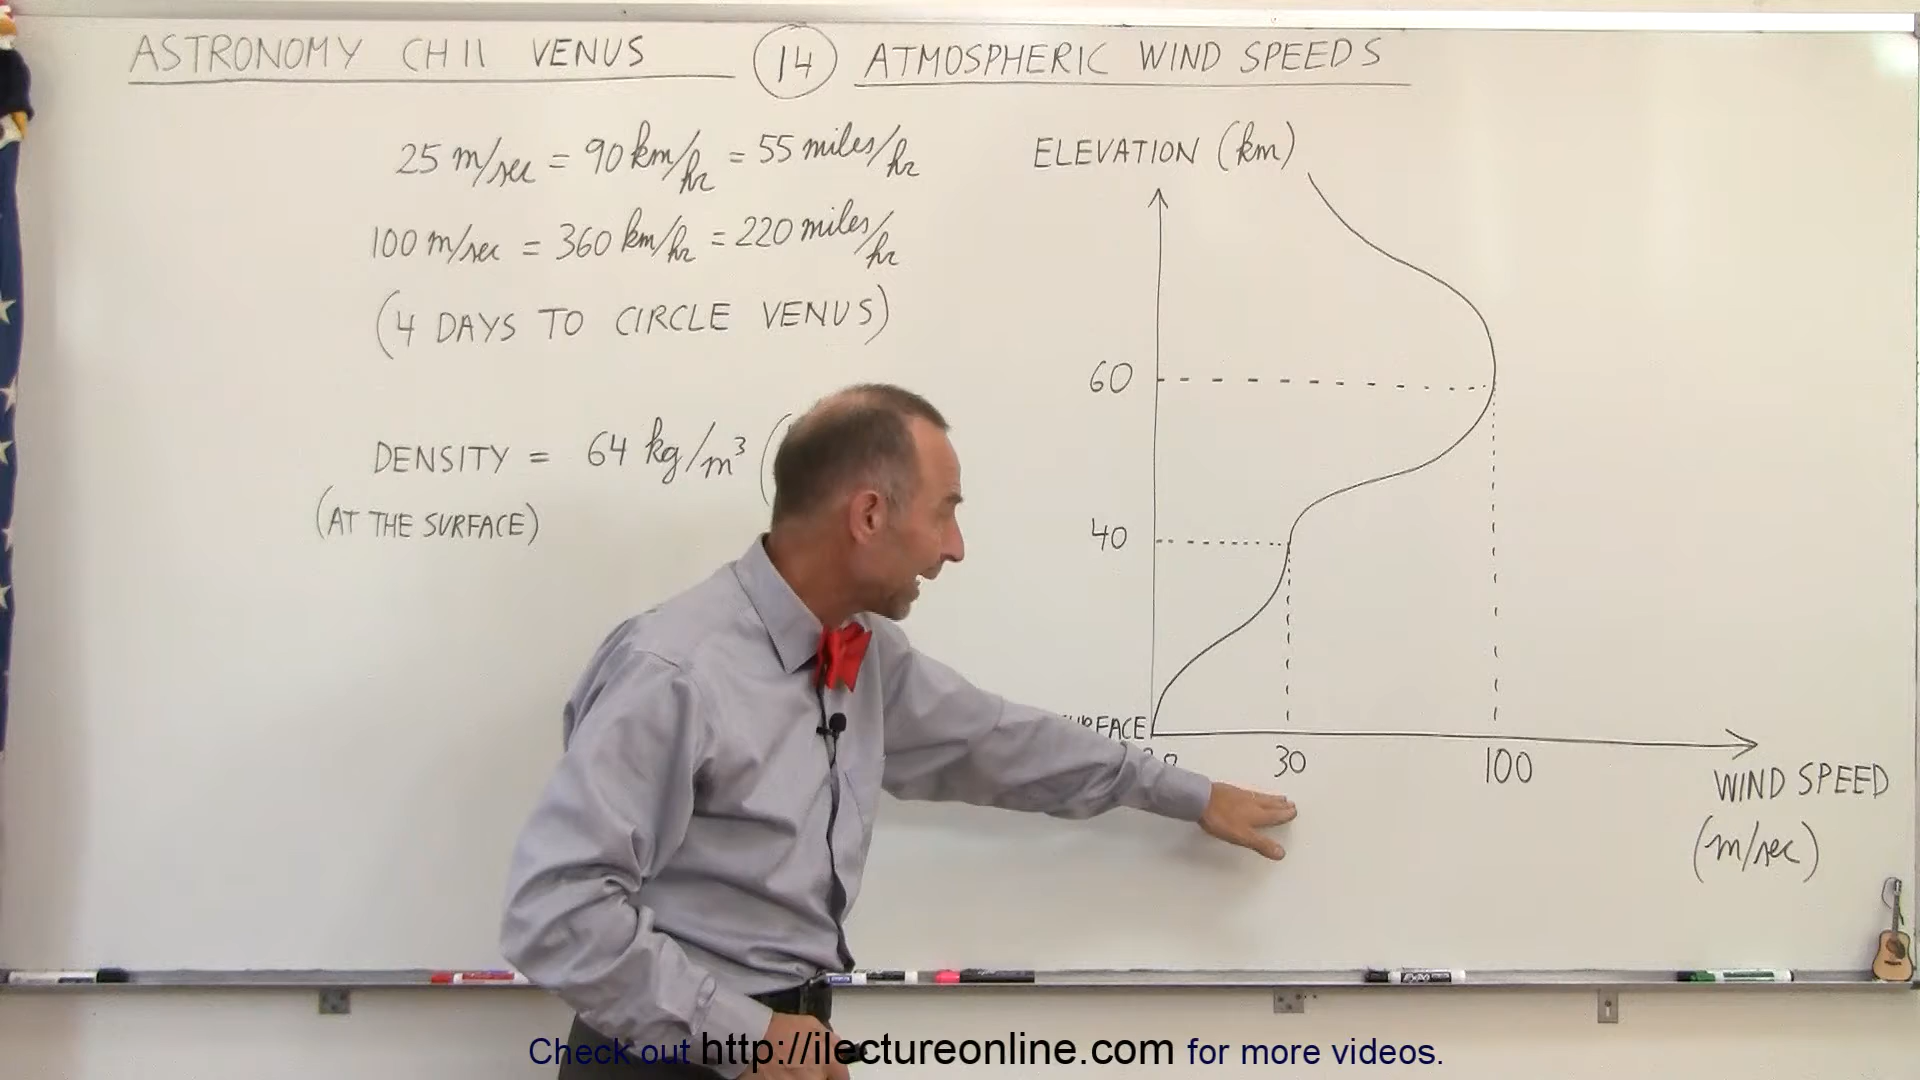 ASTRONOMY CH 11 VENUS 14 ATMOSPHERIC WIND SPEEDS
25 m/sec = 90 km/hr = 55 miles/hr
100 m/sec = 360 km/hr = 220 miles/hr
(4 DAYS TO CIRCLE VENUS)
DENSITY = 64 kg/m³ (
(AT THE SURFACE)
ELEVATION (km)
60
40
30 100
WIND SPEED
(m/sec)
Check out http://ilectureonline.com for more videos.